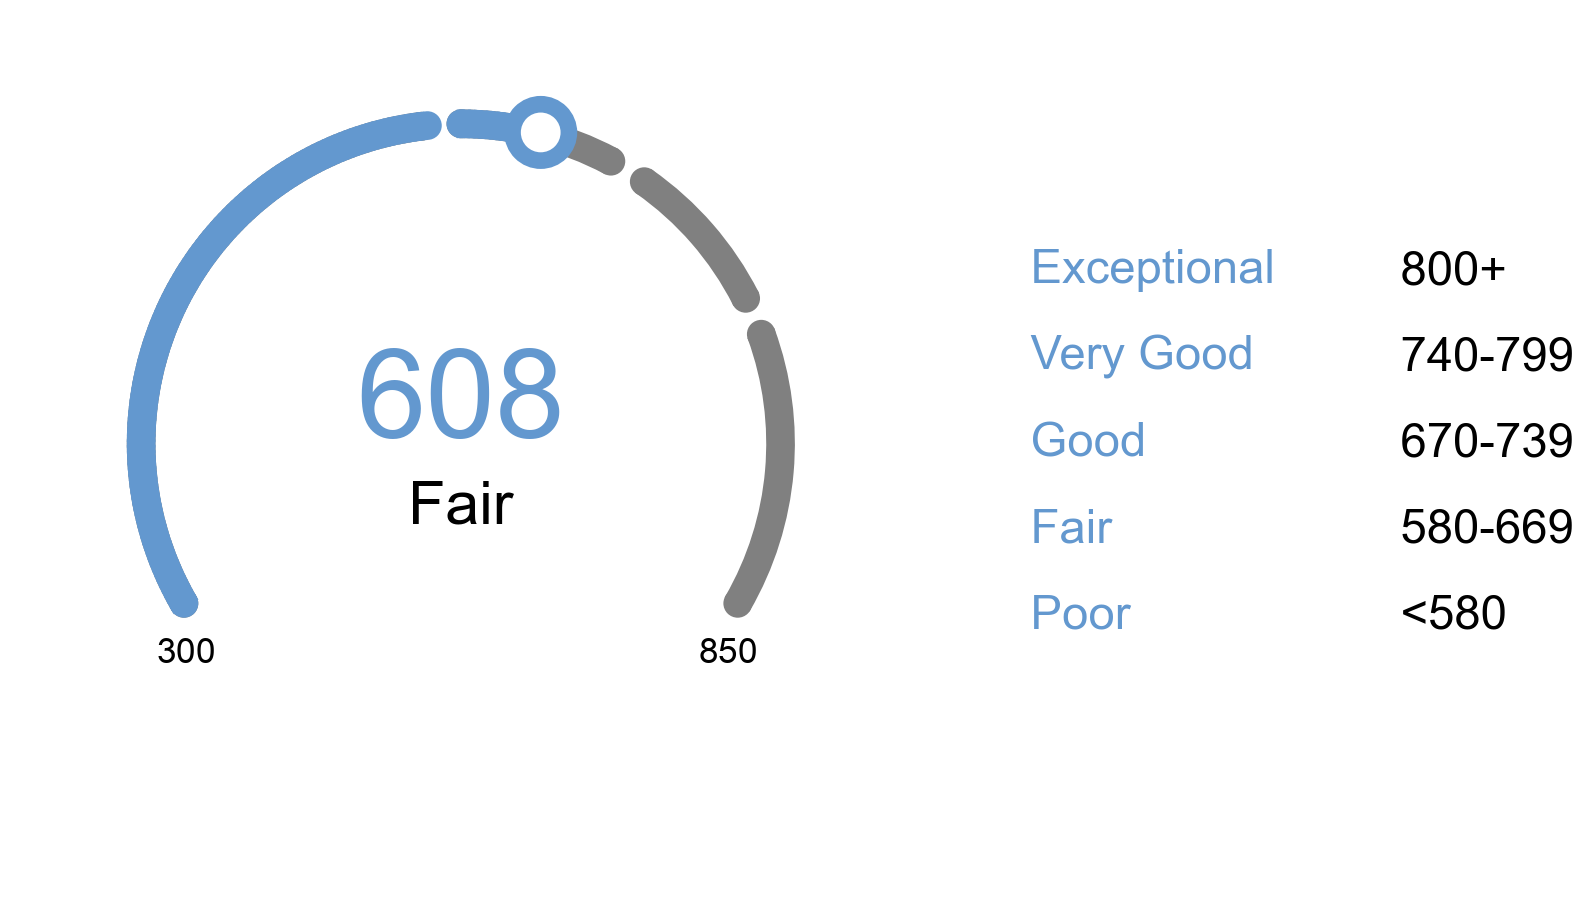 608
Fair
300
850
Exceptional 800+
Very Good 740-799
Good 670-739
Fair 580-669
Poor <580